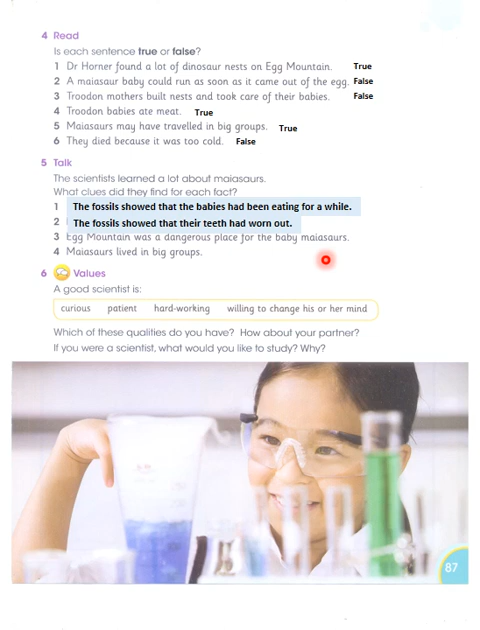 4 Read
Is each sentence true or false?
1 Dr Horner found a lot of dinosaur nests on Egg Mountain. True
2 A maiasaur baby could run as soon as it came out of the egg. False
3 Troodon mothers built nests and took care of their babies. False
4 Troodon babies eat meat. True
5 Maiasaurs may have travelled in big groups. True
6 They died because it was too cold. False
5 Talk
The scientists learned a lot about maiasaurs.
What clues did they find for each fact?
1 The fossils showed that the babies had been eating for a while.
2 The fossils showed that their teeth had worn out.
3 Egg Mountain was a dangerous place for the baby maiasaurs.
4 Maiasaurs lived in big groups.
6 Values
A good scientist is:
curious patient hard-working willing to change his or her mind
Which of these qualities do you have? How about your partner?
If you were a scientist, what would you like to study? Why?
87